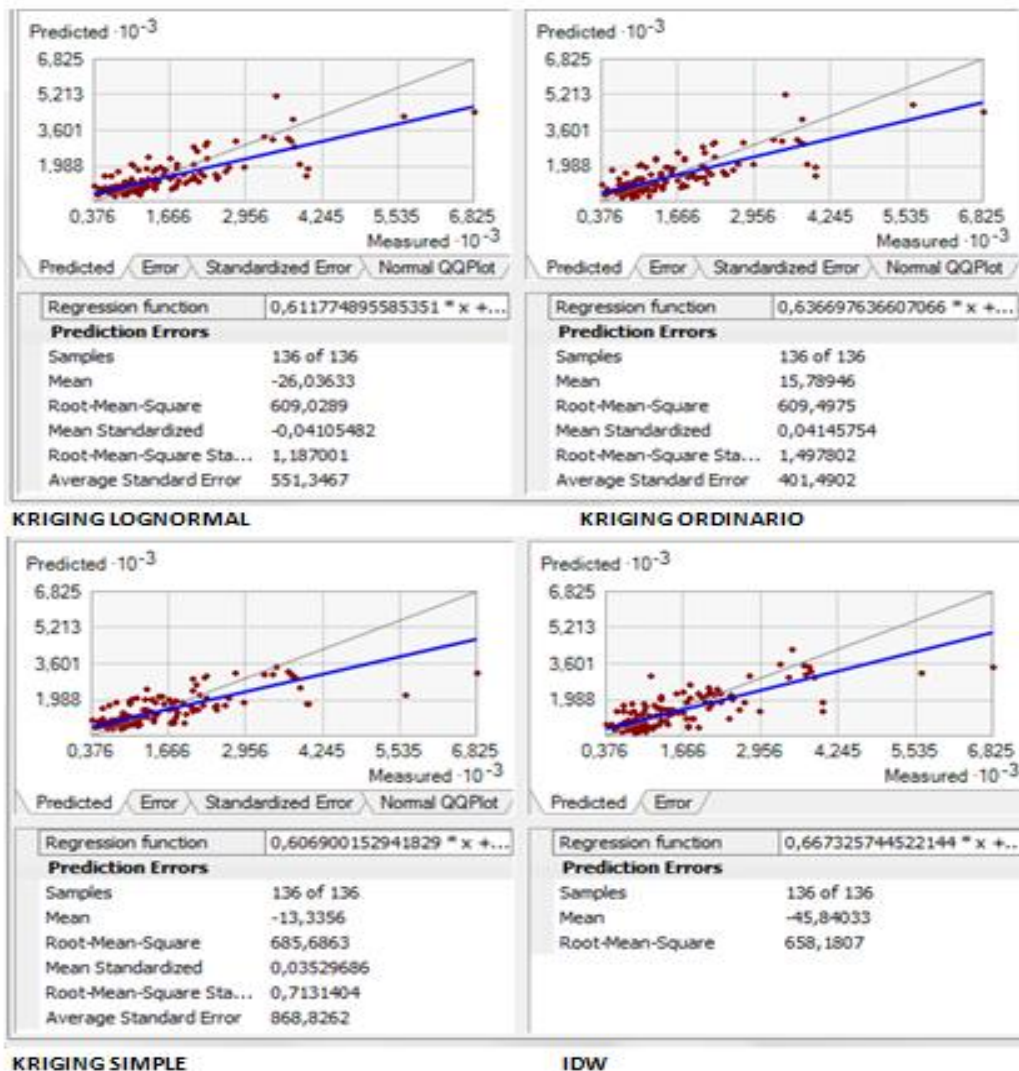 Predicted ·10-3
6,825
5,213
3,601
1,988
0,376 1,666 2,956 4,245 5,535 6,825
Measured ·10-3
Predicted Error Standardized Error Normal QQPlot
Regression function 0,611774895585351 * x +...
Prediction Errors
Samples 136 of 136
Mean -26,03633
Root-Mean-Square 609,0289
Mean Standardized -0,04105482
Root-Mean-Square Sta... 1,187001
Average Standard Error 551,3467
KRIGING LOGNORMAL
Predicted ·10-3
6,825
5,213
3,601
1,988
0,376 1,666 2,956 4,245 5,535 6,825
Measured ·10-3
Predicted Error Standardized Error Normal QQPlot
Regression function 0,636697636607066 * x +...
Prediction Errors
Samples 136 of 136
Mean 15,78946
Root-Mean-Square 609,4975
Mean Standardized 0,04145754
Root-Mean-Square Sta... 1,497802
Average Standard Error 401,4902
KRIGING ORDINARIO
Predicted ·10-3
6,825
5,213
3,601
1,988
0,376 1,666 2,956 4,245 5,535 6,825
Measured ·10-3
Predicted Error Standardized Error Normal QQPlot
Regression function 0,606900152941829 * x +...
Prediction Errors
Samples 136 of 136
Mean -13,3356
Root-Mean-Square 685,6863
Mean Standardized 0,03529686
Root-Mean-Square Sta... 0,7131404
Average Standard Error 868,8262
KRIGING SIMPLE
Predicted ·10-3
6,825
5,213
3,601
1,988
0,376 1,666 2,956 4,245 5,535 6,825
Measured ·10-3
Predicted Error
Regression function 0,667325744522144 * x +...
Prediction Errors
Samples 136 of 136
Mean -45,84033
Root-Mean-Square 658,1807
IDW